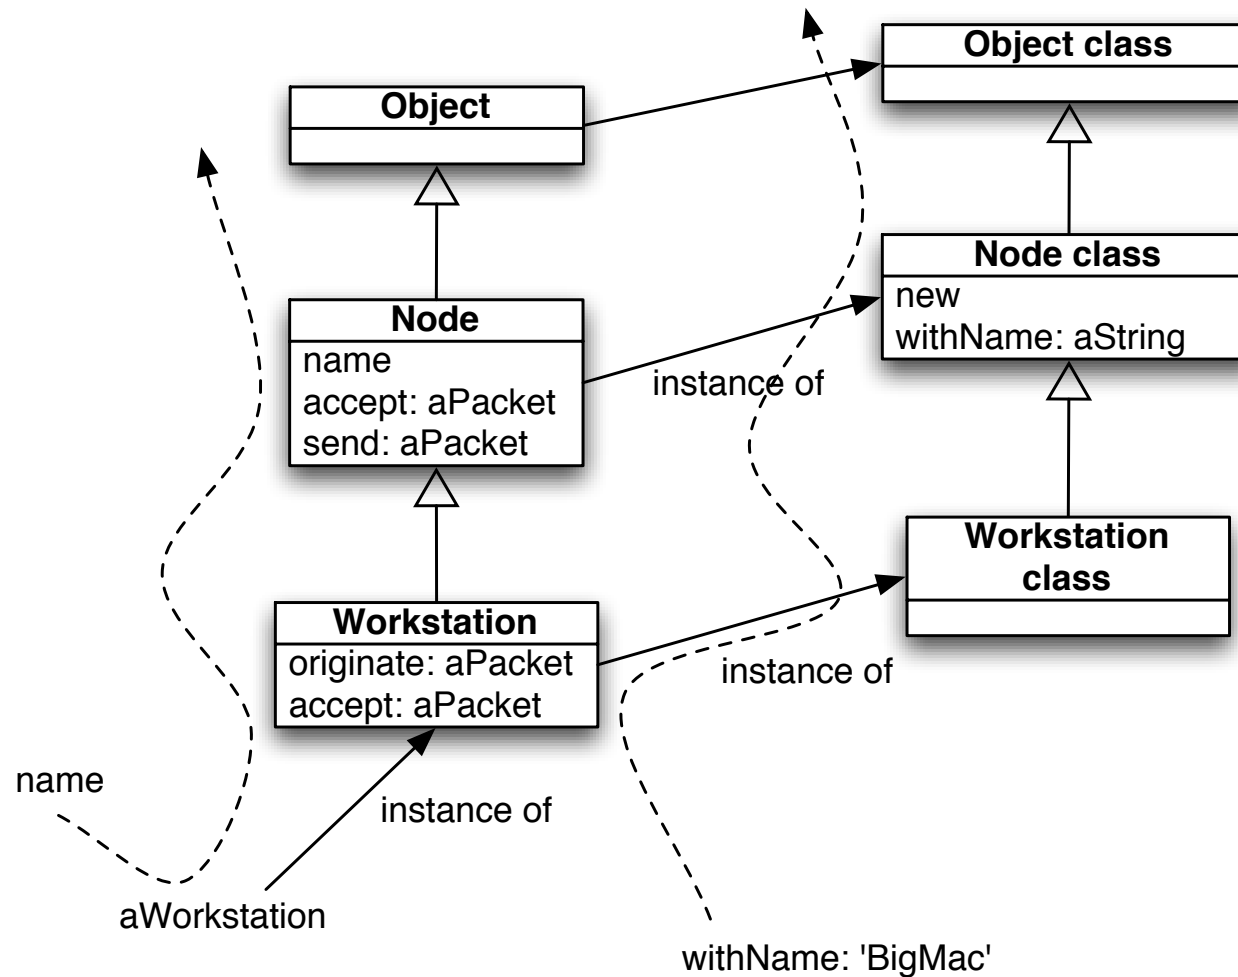 Object class
Object
Node class
new
withName: aString
Node
name
accept: aPacket
send: aPacket
instance of
Workstation
class
Workstation
originate: aPacket
accept: aPacket
instance of
name
instance of
aWorkstation
withName: 'BigMac'